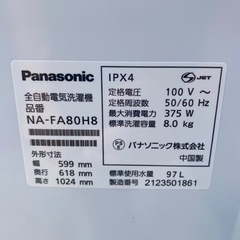 Panasonic
全自動電気洗濯機
品番
NA-FA80H8
外形寸法
幅 599 mm
奥行 618 mm
高さ 1024 mm
IPX4
S JET
定格電圧 100 V～
定格周波数 50/60 Hz
最大消費電力 375 W
標準洗濯容量 8.0 kg
パナソニック株式会社
中国製
標準使用水量 97 L
製造番号 2123501861